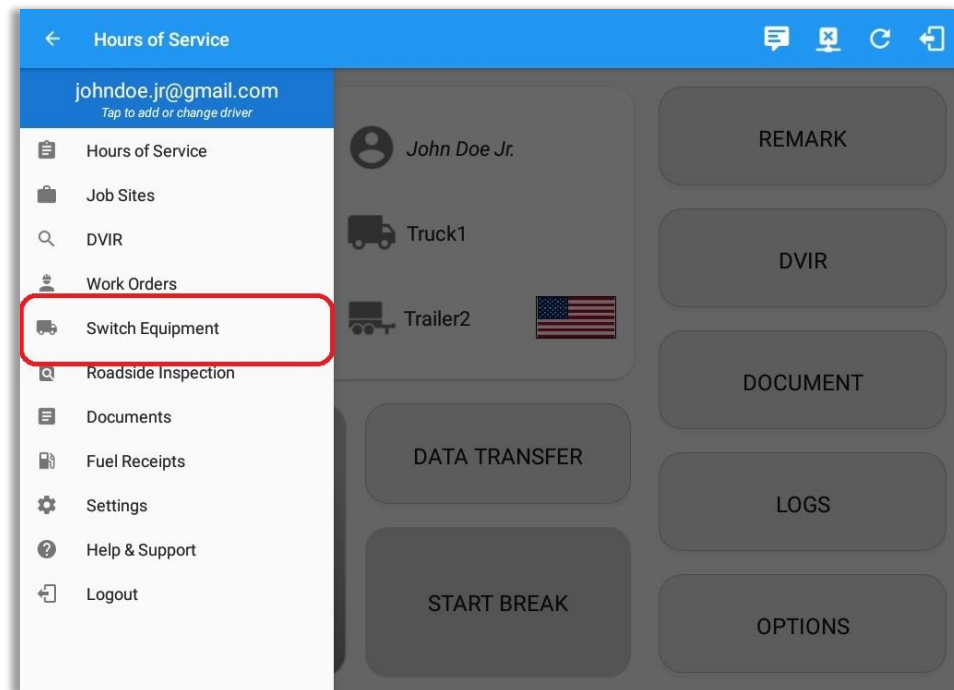 Hours of Service
johndoe.jr@gmail.com
Tap to add or change driver
Hours of Service
Job Sites
DVIR
Work Orders
Switch Equipment
Roadside Inspection
Documents
Fuel Receipts
Settings
Help & Support
Logout
John Doe Jr.
Truck1
Trailer2
DATA TRANSFER
START BREAK
REMARK
DVIR
DOCUMENT
LOGS
OPTIONS